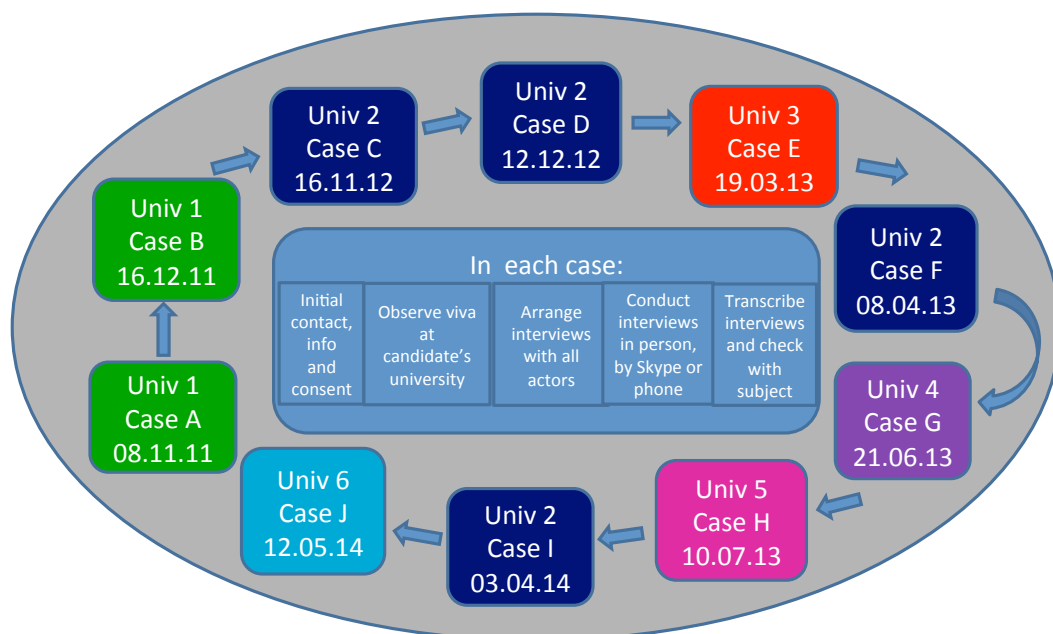 Univ 1
Case A
08.11.11
Univ 1
Case B
16.12.11
Univ 2
Case C
16.11.12
Univ 2
Case D
12.12.12
Univ 3
Case E
19.03.13
Univ 2
Case F
08.04.13
Univ 4
Case G
21.06.13
Univ 5
Case H
10.07.13
Univ 2
Case I
03.04.14
Univ 6
Case J
12.05.14
In each case:
Initial
contact,
info
and
consent
Observe viva
at
candidate’s
university
Arrange
interviews
with all
actors
Conduct
interviews
in person,
by Skype or
phone
Transcribe
interviews
and check
with
subject